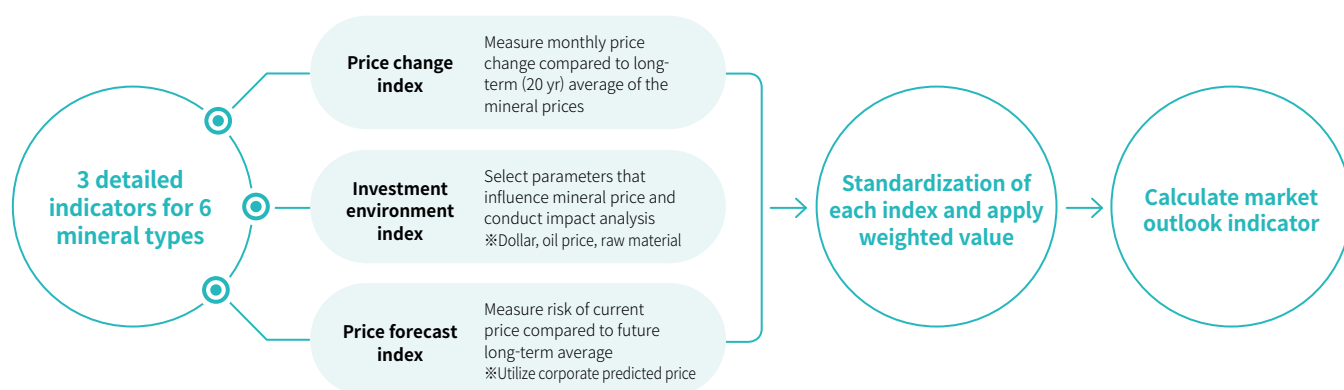 3 detailed
indicators for 6
mineral types
Price change
index
Measure monthly price
change compared to long-
term (20 yr) average of the
mineral prices
Investment
environment
index
Select parameters that
influence mineral price and
conduct impact analysis
※Dollar, oil price, raw material
Price forecast
index
Measure risk of current
price compared to future
long-term average
※Utilize corporate predicted price
Standardization of
each index and apply
weighted value
Calculate market
outlook indicator